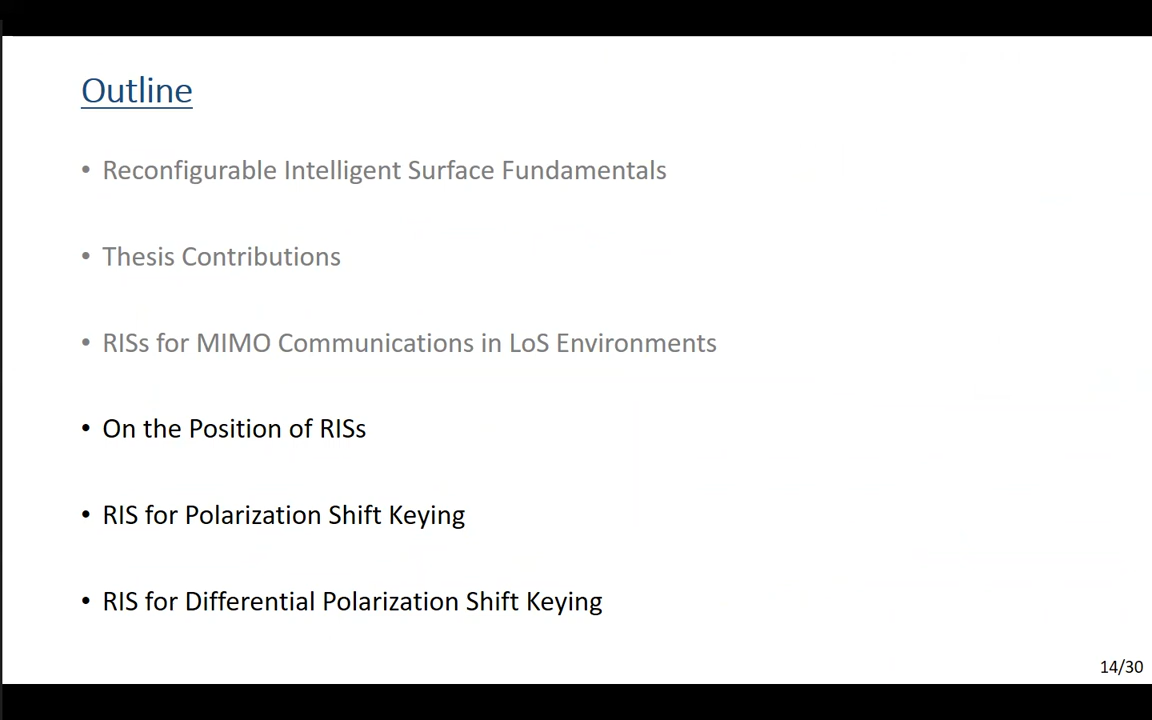 Outline
• Reconfigurable Intelligent Surface Fundamentals
• Thesis Contributions
• RISs for MIMO Communications in LoS Environments
• On the Position of RISs
• RIS for Polarization Shift Keying
• RIS for Differential Polarization Shift Keying
14/30